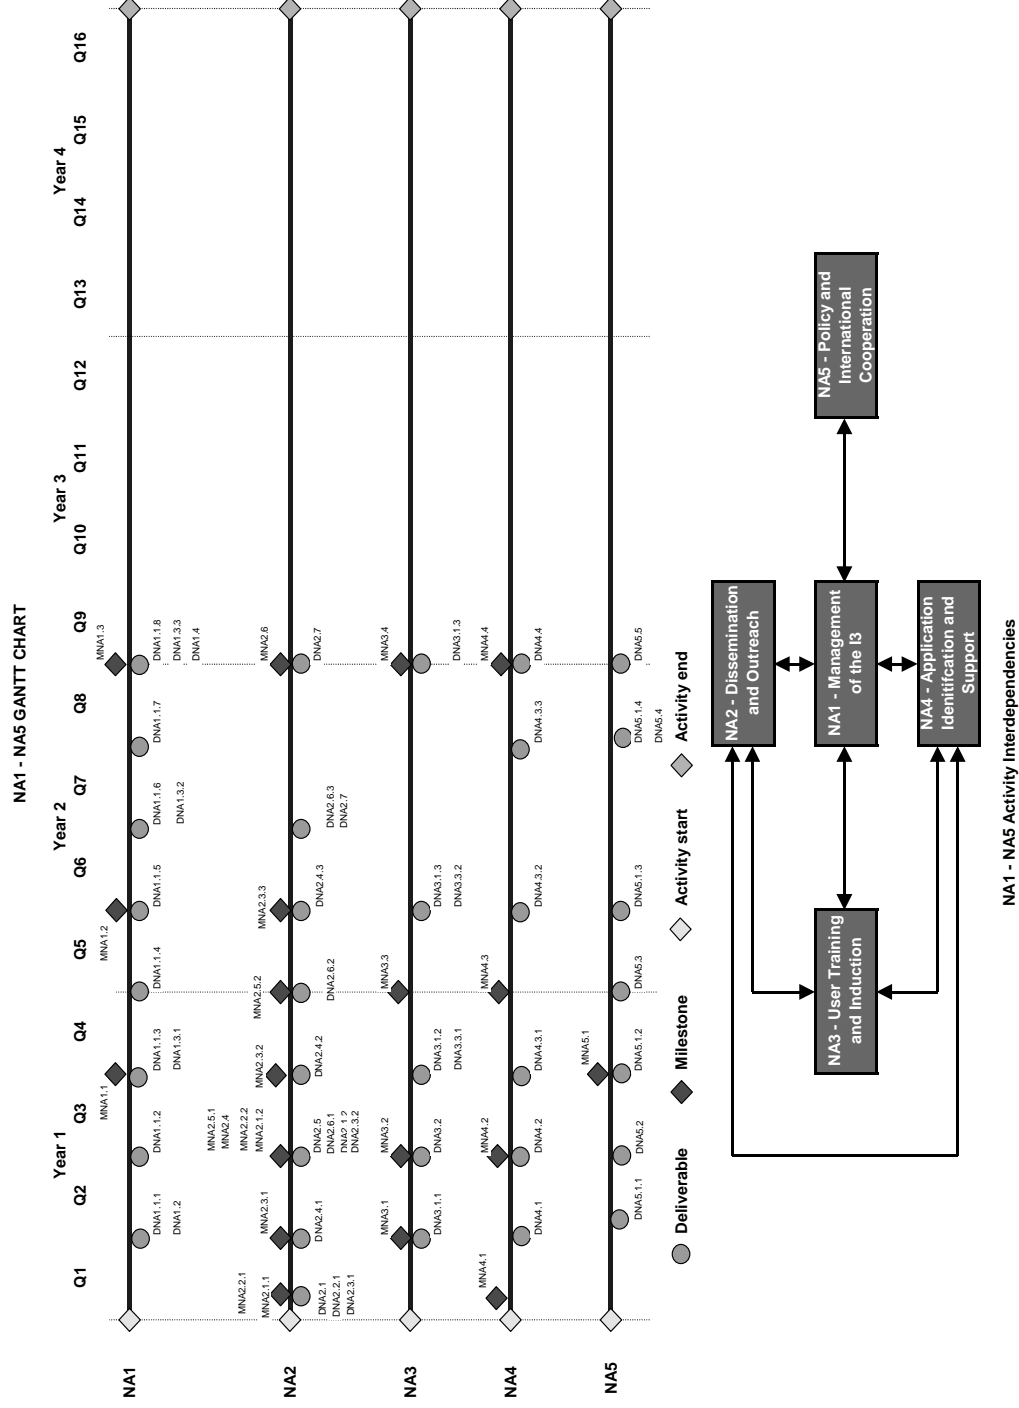 NA1 - NA5 GANTT CHART
Year 1
Year 2
Year 3
Year 4
Q1
Q2
Q3
Q4
Q5
Q6
Q7
Q8
Q9
Q10
Q11
Q12
Q13
Q14
Q15
Q16
NA1
MNA1.1
MNA1.2
MNA1.3
DNA1.1.1
DNA1.2
DNA1.1.2
DNA1.1.3
DNA1.3.1
DNA1.1.4
DNA1.1.5
DNA1.1.6
DNA1.3.2
DNA1.1.7
DNA1.1.8
DNA1.3.3
DNA1.4
NA2
MNA2.2.1
MNA2.1.1
MNA2.3.1
MNA2.5.1
MNA2.4
MNA2.2.2
MNA2.1.2
MNA2.3.2
MNA2.5.2
MNA2.3.3
MNA2.6
DNA2.1
DNA2.2.1
DNA2.3.1
DNA2.4.1
DNA2.5
DNA2.6.1
DNA2.3.2
DNA2.4.2
DNA2.6.2
DNA2.4.3
DNA2.6.3
DNA2.7
DNA2.7
NA3
MNA3.1
MNA3.2
MNA3.3
MNA3.4
DNA3.1.1
DNA3.2
DNA3.1.2
DNA3.3.1
DNA3.1.3
DNA3.3.2
DNA3.1.3
NA4
MNA4.1
MNA4.2
MNA4.3
MNA4.4
DNA4.1
DNA4.2
DNA4.3.1
DNA4.3.2
DNA4.3.3
DNA4.4
NA5
MNA5.1
DNA5.1.1
DNA5.2
DNA5.1.2
DNA5.3
DNA5.1.3
DNA5.1.4
DNA5.4
DNA5.5
Deliverable
Milestone
Activity start
Activity end
NA2 - Dissemination
and Outreach
NA3 - User Training
and Induction
NA1 - Management
of the I3
NA5 - Policy and
International
Cooperation
NA4 - Application
Idenitifcation and
Support
NA1 - NA5 Activity Interdependencies